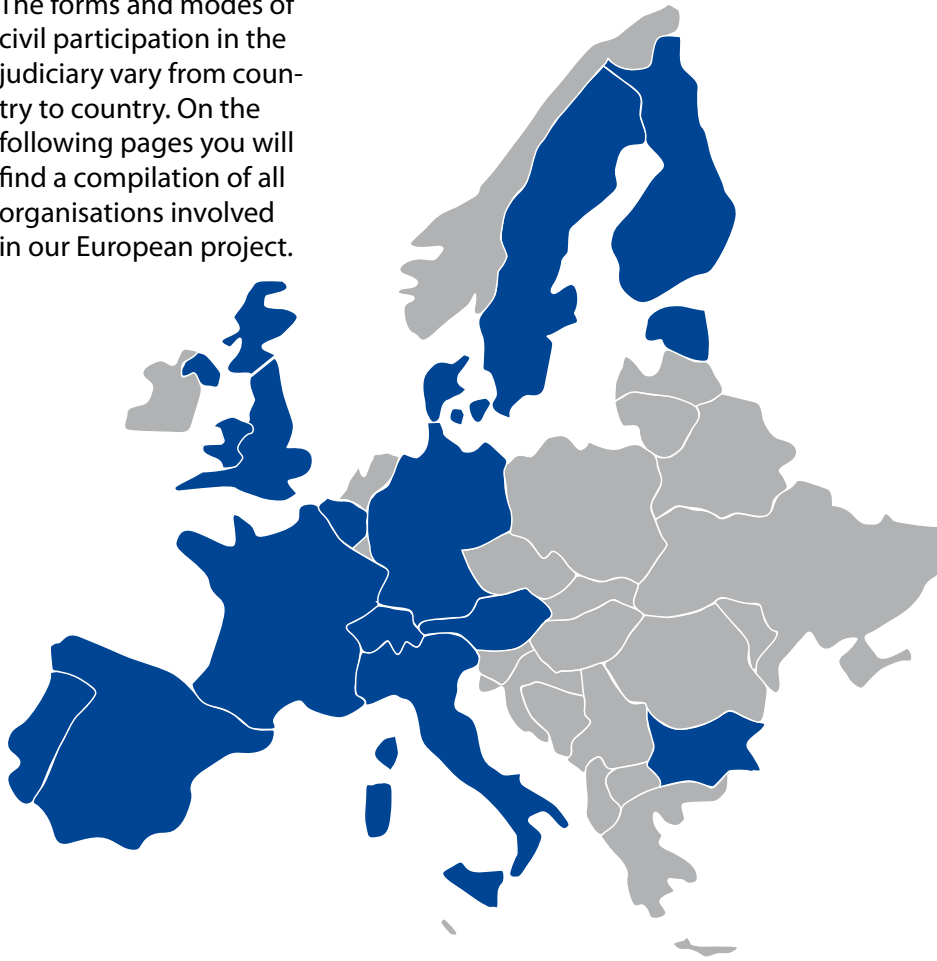 The forms and modes of
civil participation in the
judiciary vary from coun-
try to country. On the
following pages you will
find a compilation of all
organisations involved
in our European project.